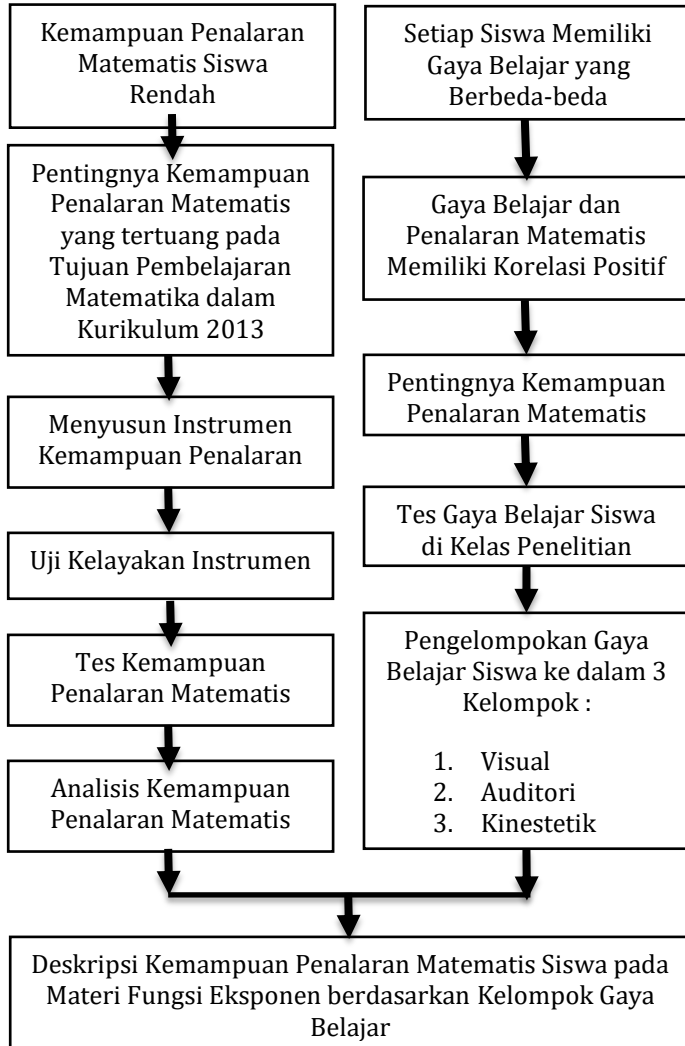 Kemampuan Penalaran
Matematis Siswa
Rendah
Pentingnya Kemampuan
Penalaran Matematis
yang tertuang pada
Tujuan Pembelajaran
Matematika dalam
Kurikulum 2013
Menyusun Instrumen
Kemampuan Penalaran
Uji Kelayakan Instrumen
Tes Kemampuan
Penalaran Matematis
Analisis Kemampuan
Penalaran Matematis
Setiap Siswa Memiliki
Gaya Belajar yang
Berbeda-beda
Gaya Belajar dan
Penalaran Matematis
Memiliki Korelasi Positif
Pentingnya Kemampuan
Penalaran Matematis
Tes Gaya Belajar Siswa
di Kelas Penelitian
Pengelompokan Gaya
Belajar Siswa ke dalam 3
Kelompok :
1. Visual
2. Auditori
3. Kinestetik
Deskripsi Kemampuan Penalaran Matematis Siswa pada
Materi Fungsi Eksponen berdasarkan Kelompok Gaya
Belajar